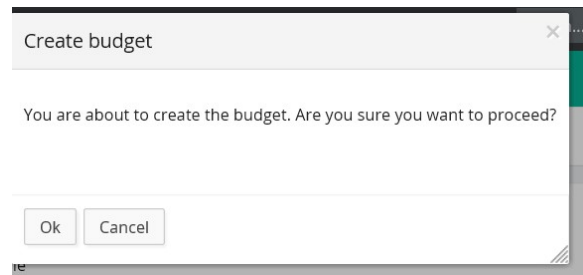 Create budget
You are about to create the budget. Are you sure you want to proceed?
Ok
Cancel